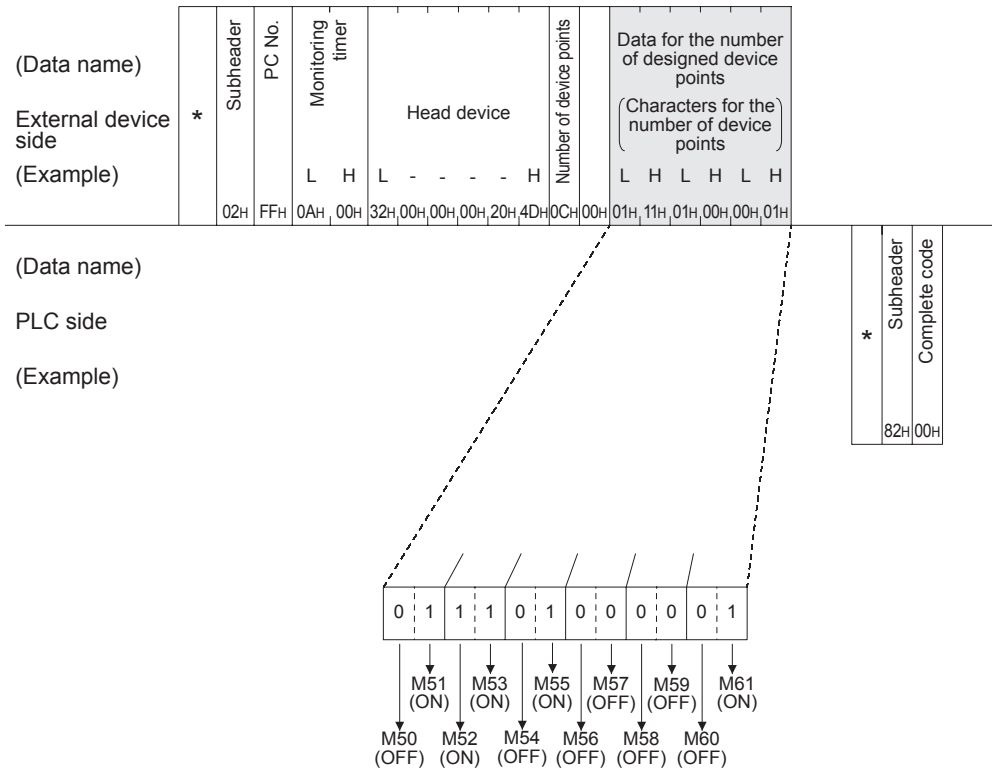 (Data name)
External device
side
(Example)
*
Subheader
02H
PC No.
FFH
Monitoring
timer
L H
0AH 00H
Head device
L - - - - H
32H 00H 00H 00H 20H 4DH
Number of device points
0CH 00H
Data for the number
of designed device
points
(Characters for the
number of device
points)
L H L H L H
01H 11H 01H 00H 00H 01H
(Data name)
PLC side
(Example)
*
Subheader
82H
Complete code
00H
0 1 1 1 0 1 0 0 0 0 0 1
M51 M53 M55 M57 M59 M61
(ON) (ON) (ON) (OFF) (OFF) (ON)
M50 M52 M54 M56 M58 M60
(OFF) (ON) (OFF) (OFF) (OFF) (OFF)